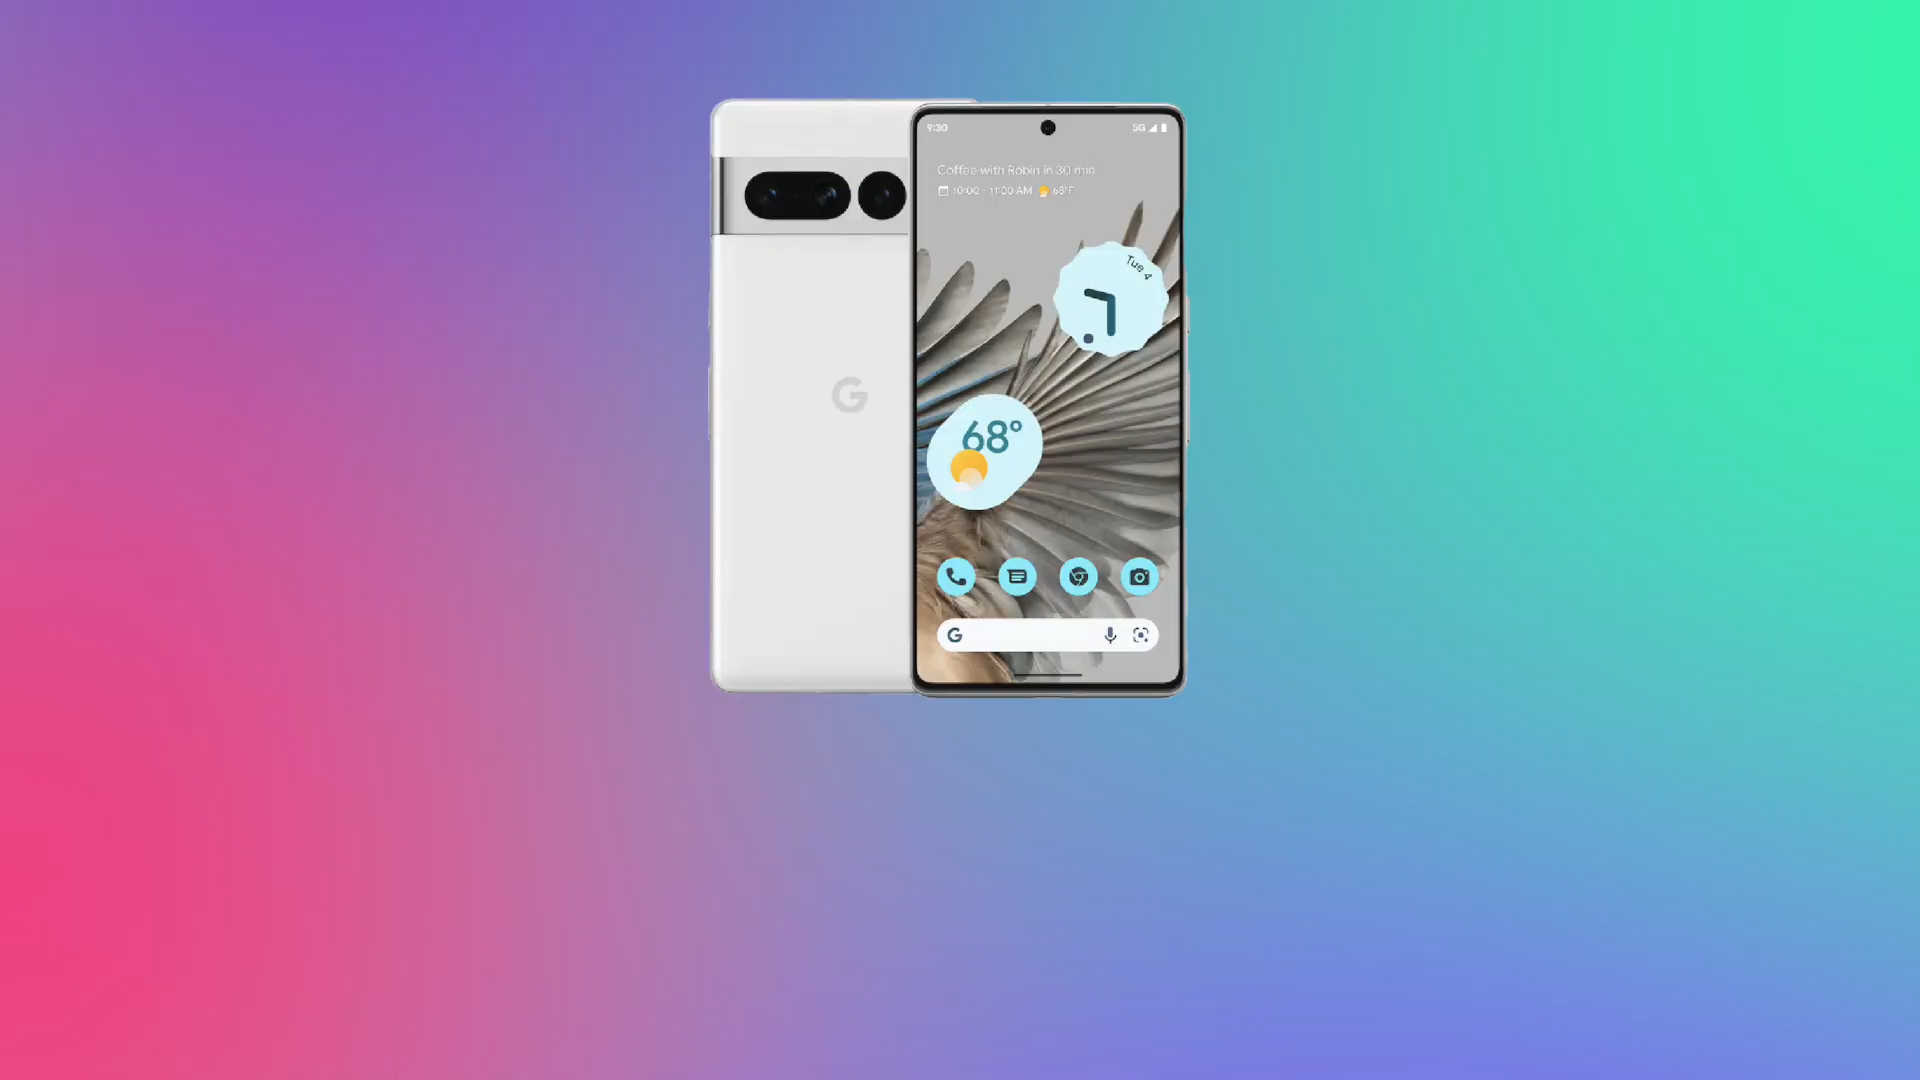 9:30
5G
Coffee with Robin in 30 min
10:00 - 11:00 AM 68°F
Tue 4
68°
G
G